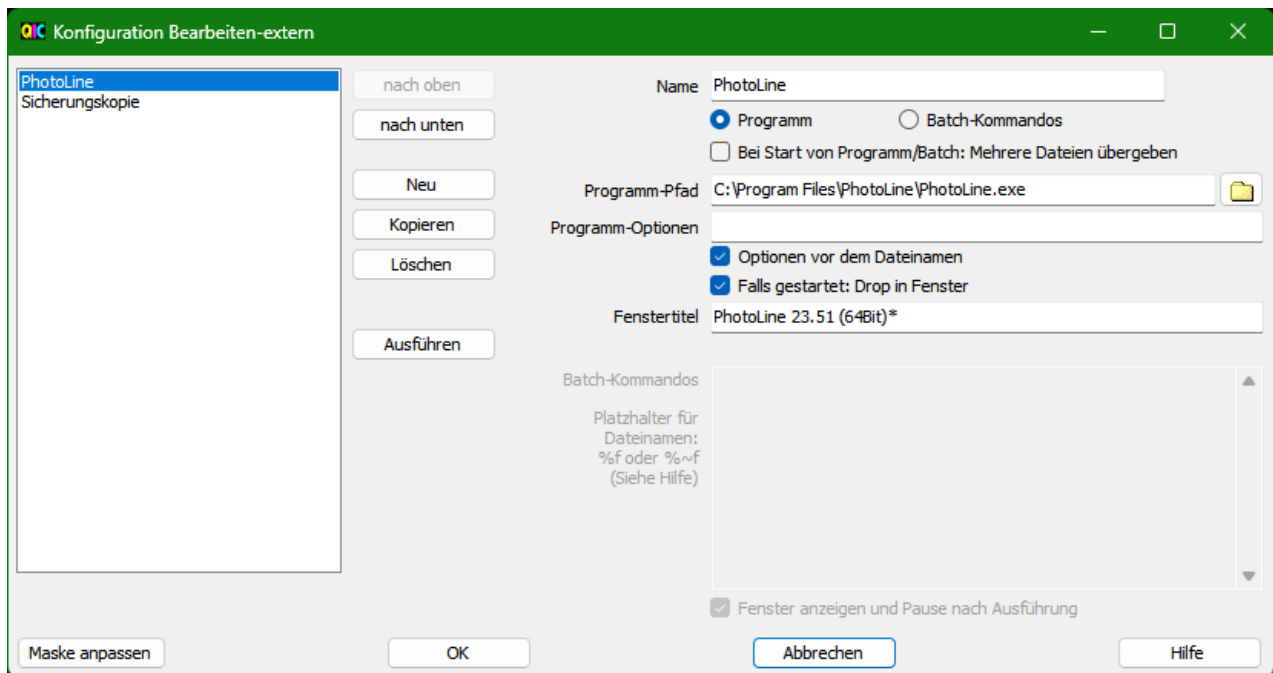 QIC Konfiguration Bearbeiten-extern
PhotoLine
Sicherungskopie
nach oben
nach unten
Neu
Kopieren
Löschen
Ausführen
Name PhotoLine
Programm Batch-Kommandos
Bei Start von Programm/Batch: Mehrere Dateien übergeben
Programm-Pfad C:\Program Files\PhotoLine\PhotoLine.exe
Programm-Optionen
Optionen vor dem Dateinamen
Falls gestartet: Drop in Fenster
Fenstertitel PhotoLine 23.51 (64Bit)*
Batch-Kommandos
Platzhalter für
Dateinamen:
%f oder %~f
(Siehe Hilfe)
Fenster anzeigen und Pause nach Ausführung
Maske anpassen OK Abbrechen Hilfe